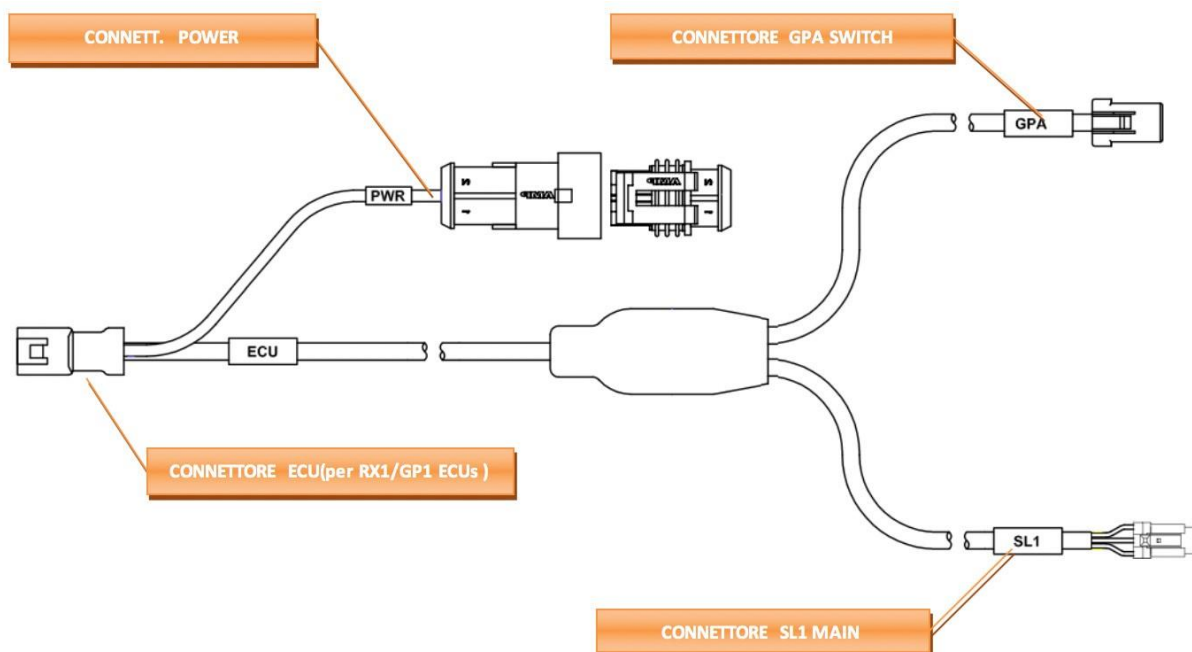 CONNETT. POWER
CONNETTORE GPA SWITCH
GPA
PWR
ECU
CONNETTORE ECU(per RX1/GP1 ECUs )
SL1
CONNETTORE SL1 MAIN